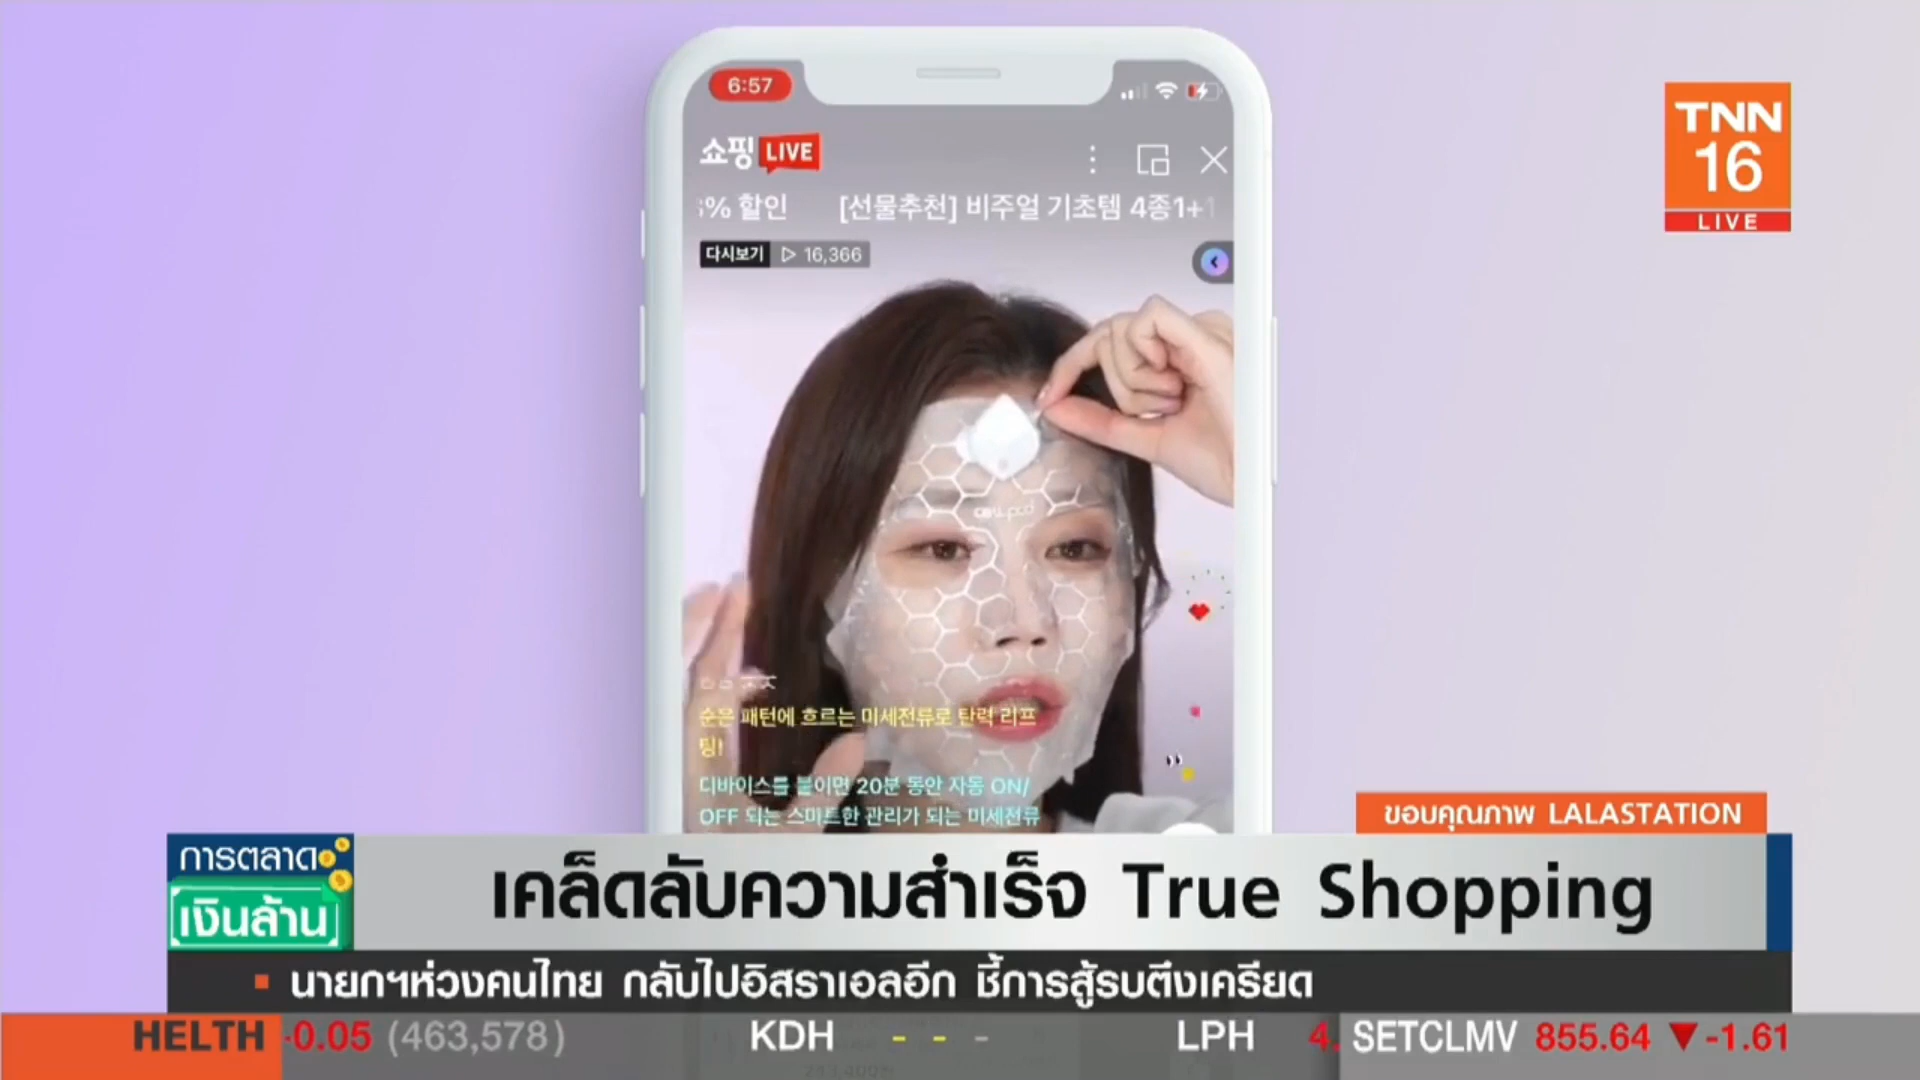 6:57
쇼핑 LIVE
% 할인 [선물추천] 비주얼 기초템 4종1+1
다시보기 16,366
TNN
16
LIVE
순은 패턴에 흐르는 미세전류로 탄력 리프
팅!
디바이스를 붙이면 20분 동안 자동 ON/
OFF 되는 스마트한 관리가 되는 미세전류
ขอบคุณภาพ LALASTATION
การตลาด
เงินล้าน
เคล็ดลับความสำเร็จ True Shopping
นายกฯห่วงคนไทย กลับไปอิสราเอลอีก ชี้การสู้รบตึงเครียด
HELTH -0.05 (463,578) KDH - - - LPH 4. SETCLMV 855.64 ▼-1.61